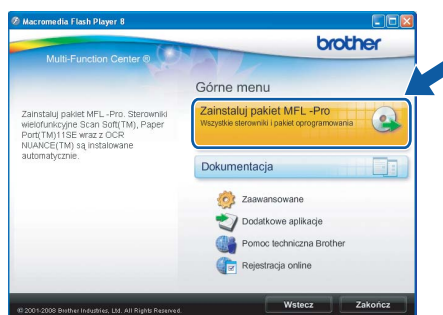 Macromedia Flash Player 8
brother
Multi-Function Center ®
Górne menu
Zainstaluj pakiet MFL -Pro
Wszystkie sterowniki i pakiet oprogramowania
Zainstaluj pakiet MFL -Pro. Sterowniki
wielofunkcyjne Scan Soft(TM), Paper
Port(TM)11SE wraz z OCR
NUANCE(TM) są instalowane
automatycznie.
Dokumentacja
Zaawansowane
Dodatkowe aplikacje
Pomoc techniczna Brother
Rejestracja online
© 2001-2008 Brother Industries, Ltd. All Rights Reserved.
Wstecz
Zakończ